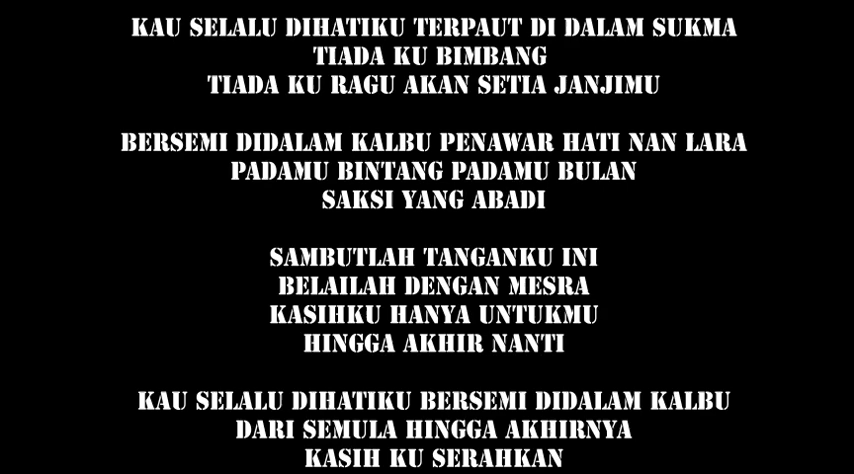 KAU SELALU DIHATIKU TERPAUT DI DALAM SUKMA
TIADA KU BIMBANG
TIADA KU RAGU AKAN SETIA JANJIMU
BERSEMI DIDALAM KALBU PENAWAR HATI NAN LARA
PADAMU BINTANG PADAMU BULAN
SAKSI YANG ABADI
SAMBUTLAH TANGANKU INI
BELAILAH DENGAN MESRA
KASIHKU HANYA UNTUKMU
HINGGA AKHIR NANTI
KAU SELALU DIHATIKU BERSEMI DIDALAM KALBU
DARI SEMULA HINGGA AKHIRNYA
KASIH KU SERAHKAN